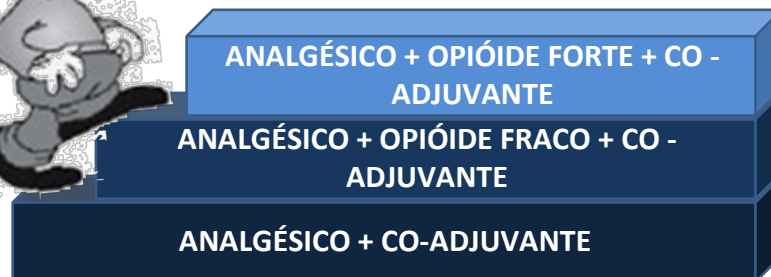 ANALGÉSICO + OPIÓIDE FORTE + CO -
ADJUVANTE
ANALGÉSICO + OPIÓIDE FRACO + CO -
ADJUVANTE
ANALGÉSICO + CO-ADJUVANTE